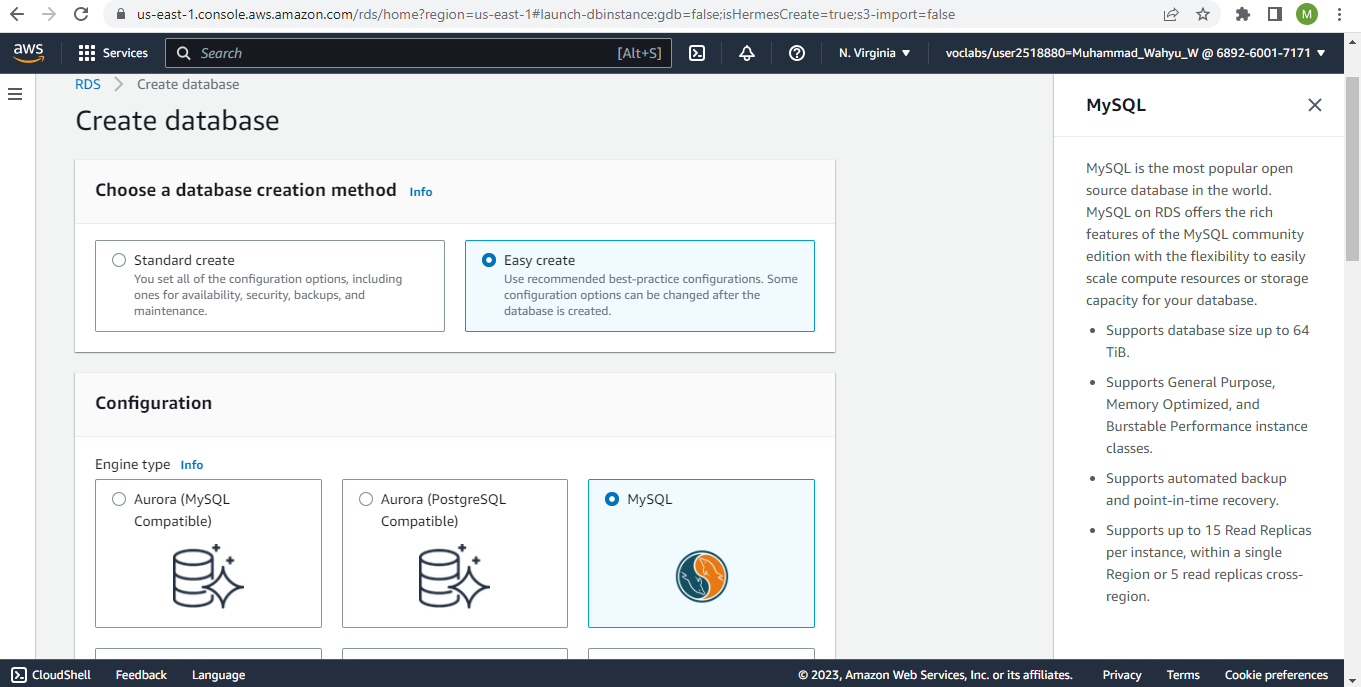 us-east-1.console.aws.amazon.com/rds/home?region=us-east-1#launch-dbinstance:gdb=false;isHermesCreate=true;s3-import=false
M
aws
Services
Search
[Alt+S]
N. Virginia
voclabs/user2518880=Muhammad_Wahyu_W @ 6892-6001-7171
RDS
Create database
Create database
Choose a database creation method Info
Standard create
You set all of the configuration options, including
ones for availability, security, backups, and
maintenance.
Easy create
Use recommended best-practice configurations. Some
configuration options can be changed after the
database is created.
Configuration
Engine type Info
Aurora (MySQL
Compatible)
Aurora (PostgreSQL
Compatible)
MySQL
MySQL
MySQL is the most popular open
source database in the world.
MySQL on RDS offers the rich
features of the MySQL community
edition with the flexibility to easily
scale compute resources or storage
capacity for your database.
• Supports database size up to 64
TiB.
• Supports General Purpose,
Memory Optimized, and
Burstable Performance instance
classes.
• Supports automated backup
and point-in-time recovery.
• Supports up to 15 Read Replicas
per instance, within a single
Region or 5 read replicas cross-
region.
CloudShell
Feedback
Language
© 2023, Amazon Web Services, Inc. or its affiliates.
Privacy
Terms
Cookie preferences